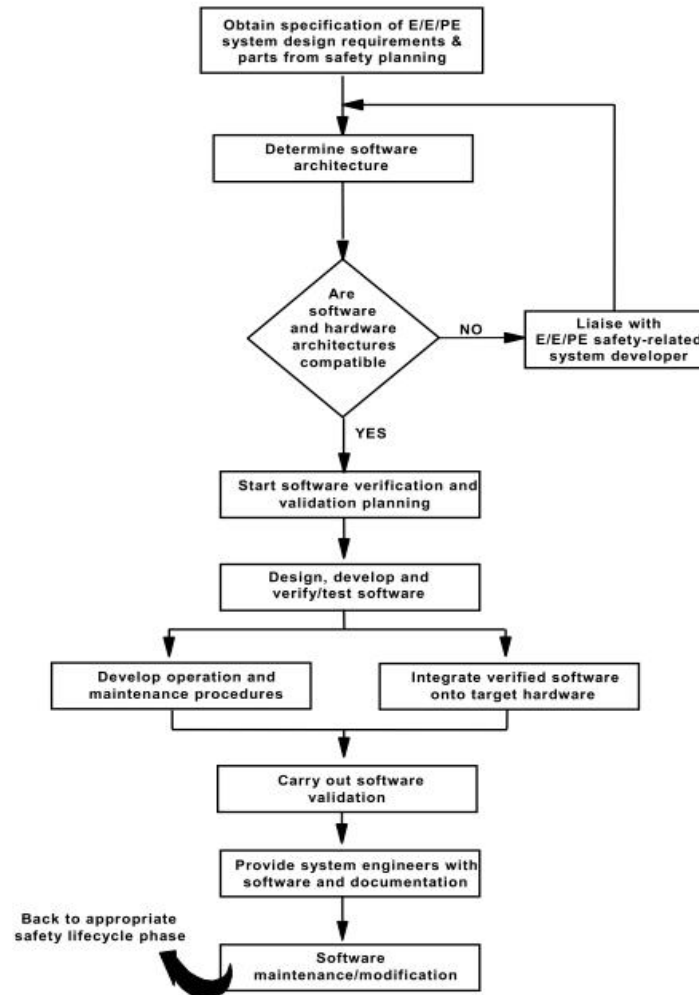 Obtain specification of E/E/PE
system design requirements &
parts from safety planning
Determine software
architecture
Are
software
and hardware
architectures
compatible
NO
Liaise with
E/E/PE safety-related
system developer
YES
Start software verification and
validation planning
Design, develop and
verify/test software
Develop operation and
maintenance procedures
Integrate verified software
onto target hardware
Carry out software
validation
Provide system engineers with
software and documentation
Back to appropriate
safety lifecycle phase
Software
maintenance/modification